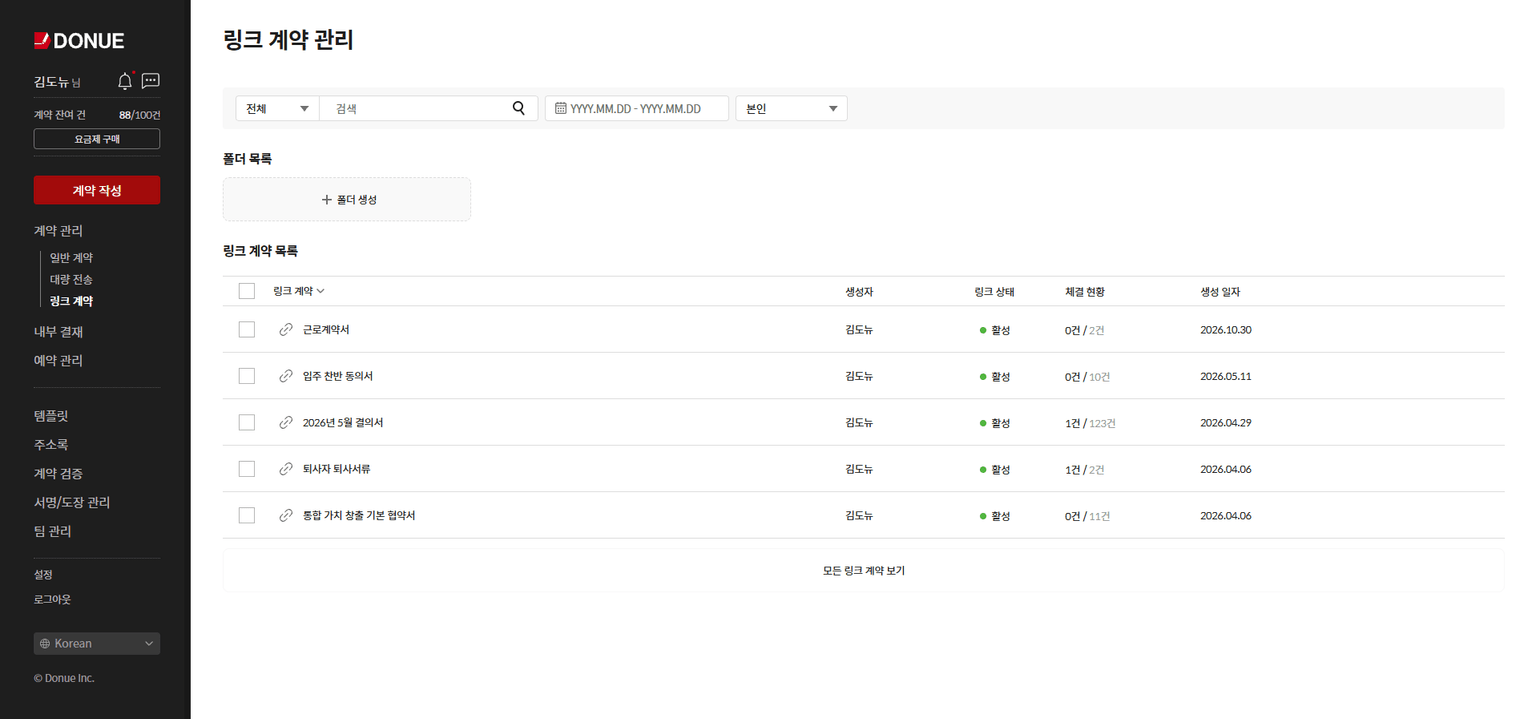 DONUE
김도뉴 님
계약 잔여 건 88/100건
요금제 구매
계약 작성
계약 관리
일반 계약
대량 전송
링크 계약
내부 결재
예약 관리
템플릿
주소록
계약 검증
서명/도장 관리
팀 관리
설정
로그아웃
Korean
© Donue Inc.
링크 계약 관리
전체 검색 YYYY.MM.DD - YYYY.MM.DD 본인
폴더 목록
폴더 생성
링크 계약 목록
링크 계약 생성자 링크 상태 체결 현황 생성 일자
근로계약서 김도뉴 활성 0건 / 2건 2026.10.30
입주 찬반 동의서 김도뉴 활성 0건 / 10건 2026.05.11
2026년 5월 결의서 김도뉴 활성 1건 / 123건 2026.04.29
퇴사자 퇴사서류 김도뉴 활성 1건 / 2건 2026.04.06
통합 가치 창출 기본 협약서 김도뉴 활성 0건 / 11건 2026.04.06
모든 링크 계약 보기